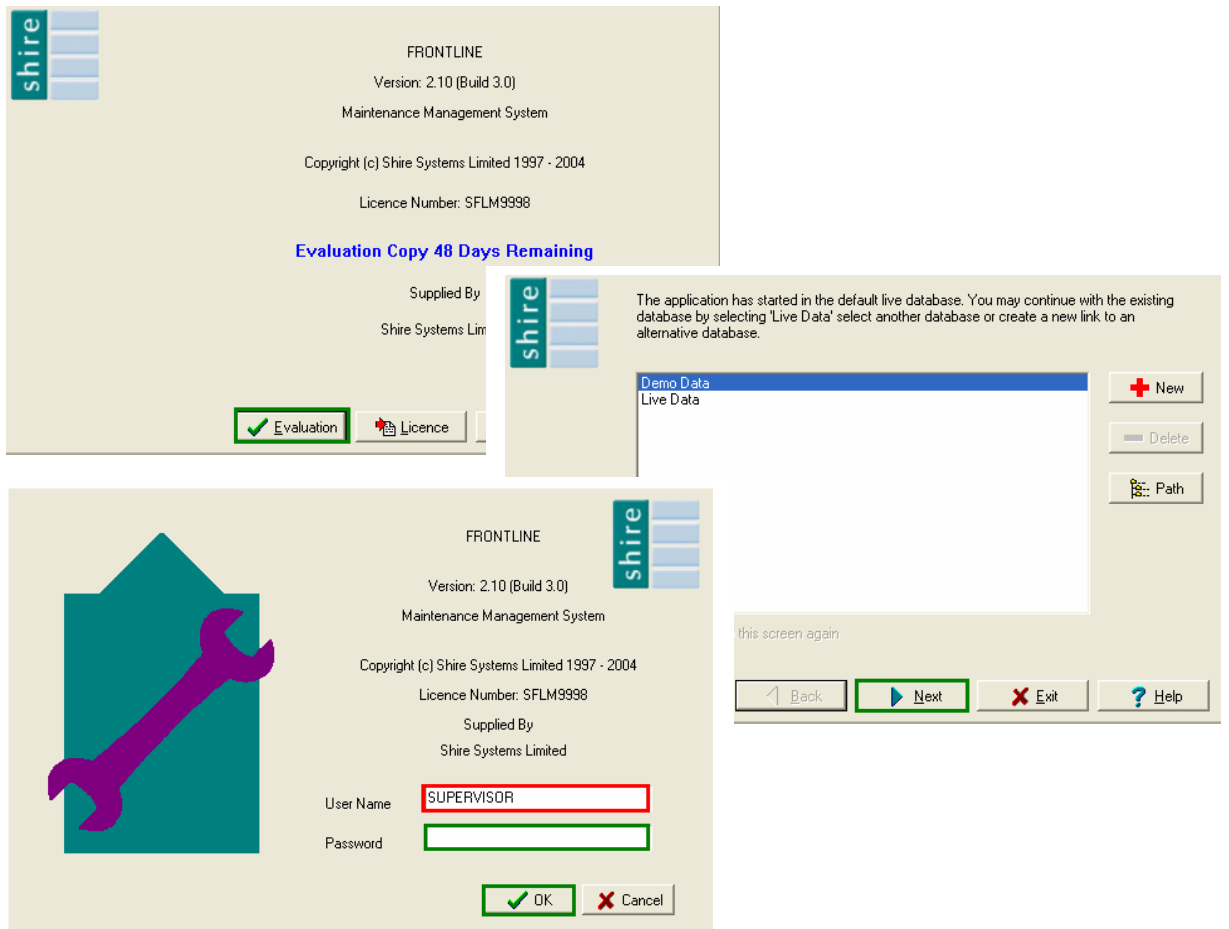 shire
FRONTLINE
Version: 2.10 (Build 3.0)
Maintenance Management System
Copyright (c) Shire Systems Limited 1997 - 2004
Licence Number: SFLM9998
Evaluation Copy 48 Days Remaining
Supplied By
Shire Systems Lim
Evaluation
Licence
shire
The application has started in the default live database. You may continue with the existing
database by selecting 'Live Data' select another database or create a new link to an
alternative database.
Demo Data
Live Data
New
Delete
Path
this screen again
Back
Next
Exit
Help
shire
FRONTLINE
Version: 2.10 (Build 3.0)
Maintenance Management System
Copyright (c) Shire Systems Limited 1997 - 2004
Licence Number: SFLM9998
Supplied By
Shire Systems Limited
User Name
SUPERVISOR
Password
OK
Cancel